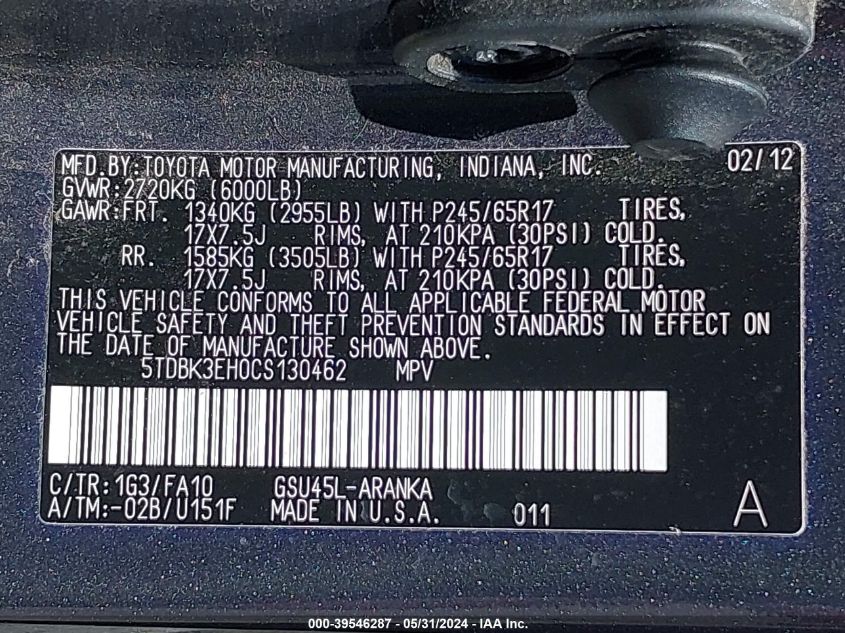 MFD.BY:TOYOTA MOTOR MANUFACTURING, INDIANA, INC. 02/12
GVWR:2720KG (6000LB)
GAWR:FRT. 1340KG (2955LB) WITH P245/65R17 TIRES,
17X7.5J RIMS, AT 210KPA (30PSI) COLD.
RR. 1585KG (3505LB) WITH P245/65R17 TIRES,
17X7.5J RIMS, AT 210KPA (30PSI) COLD.
THIS VEHICLE CONFORMS TO ALL APPLICABLE FEDERAL MOTOR
VEHICLE SAFETY AND THEFT PREVENTION STANDARDS IN EFFECT ON
THE DATE OF MANUFACTURE SHOWN ABOVE.
5TDBK3EH0CS130462 MPV
C/TR:1G3/FA10 GSU45L-ARANKA
A/TM:-02B/U151F MADE IN U.S.A. 011 A
000-39546287 - 05/31/2024 - IAA Inc.